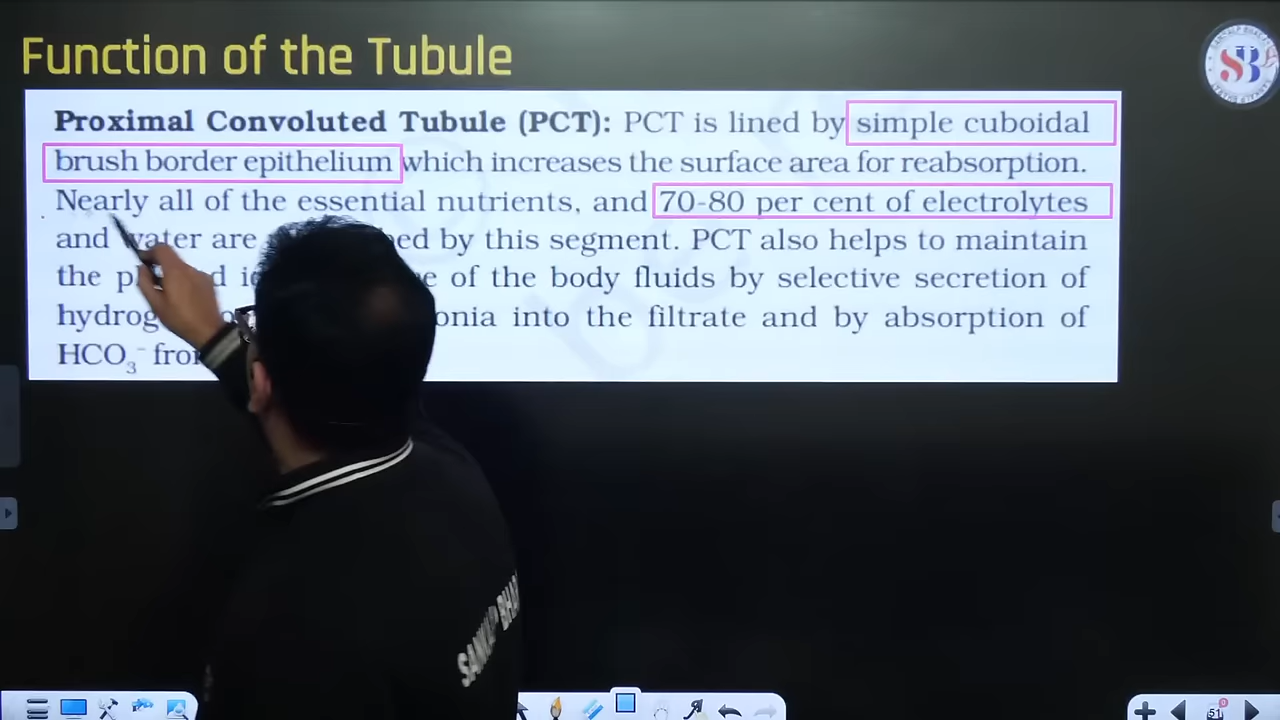 Function of the Tubule
Proximal Convoluted Tubule (PCT): PCT is lined by simple cuboidal
brush border epithelium which increases the surface area for reabsorption.
Nearly all of the essential nutrients, and 70-80 per cent of electrolytes
and water are by this segment. PCT also helps to maintain
the of the body fluids by selective secretion of
into the filtrate and by absorption of
HCO₃⁻
SB
51